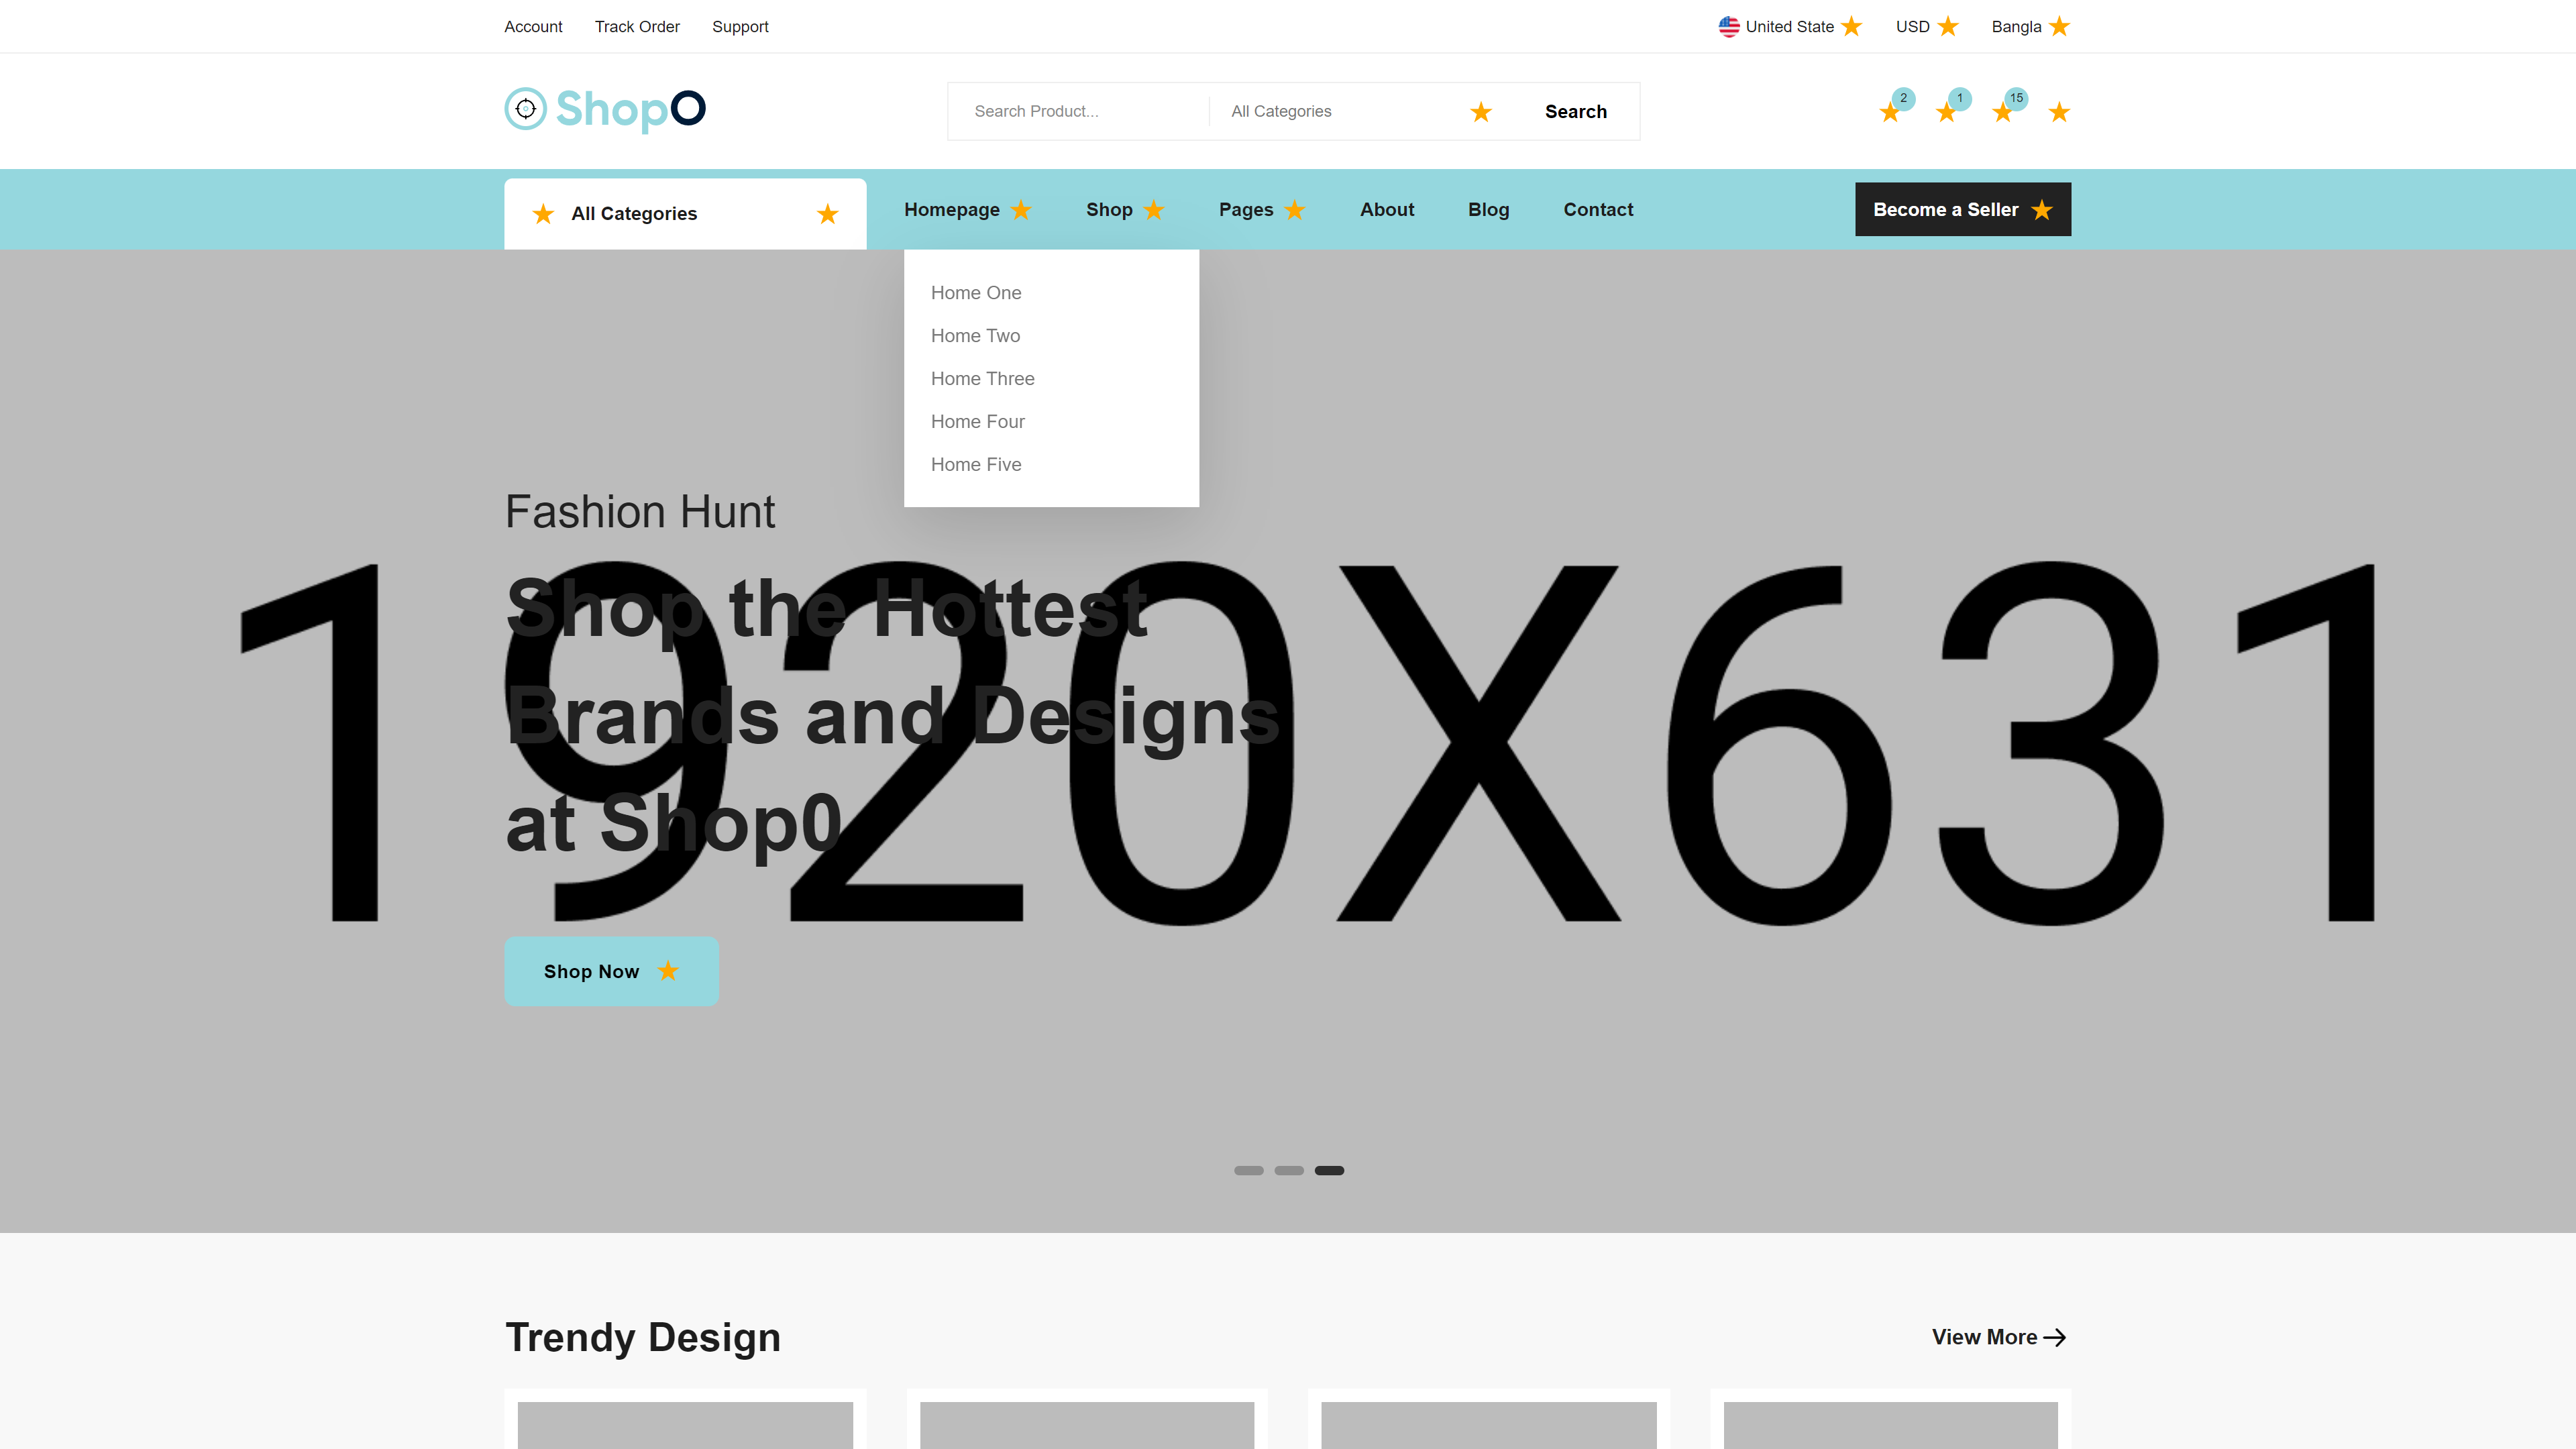 Account Track Order Support United State USD Bangla
ShopO Search Product... All Categories Search 2 1 15
All Categories Homepage Shop Pages About Blog Contact Become a Seller
Home One
Home Two
Home Three
Home Four
Home Five
Fashion Hunt
1920X631
Shop the Hottest
Brands and Designs
at Shop0
Shop Now
Trendy Design View More